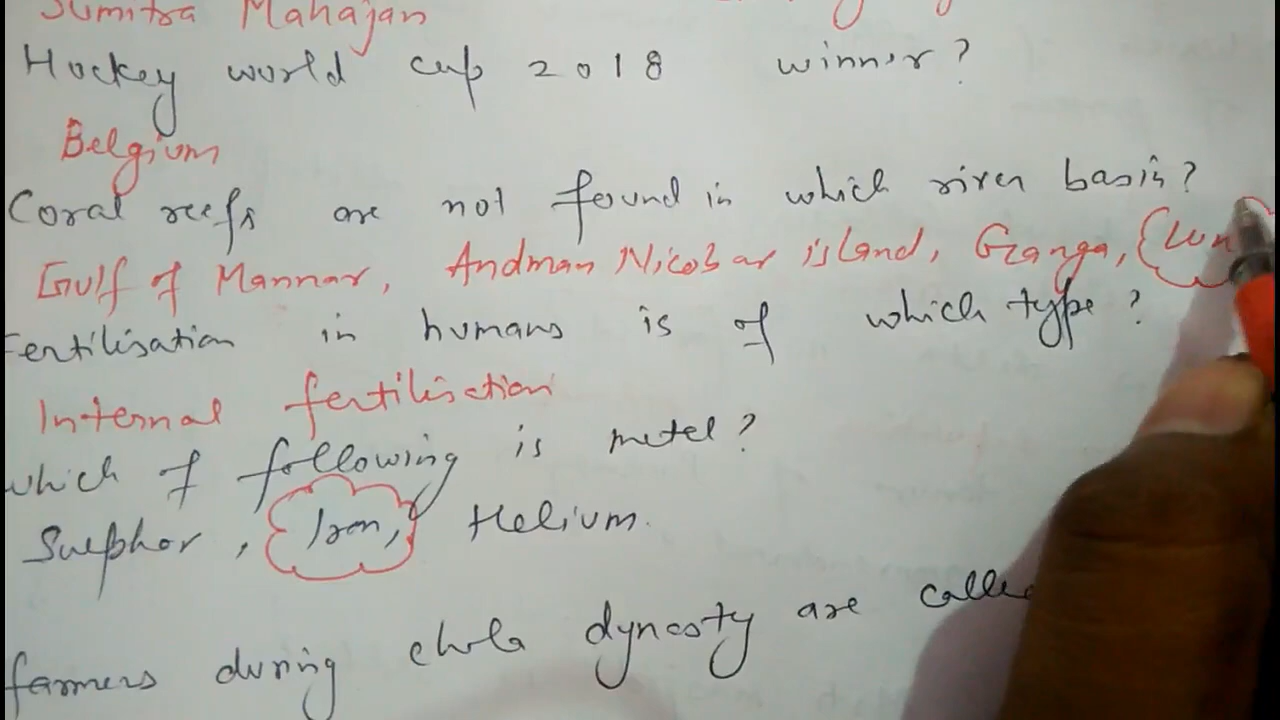 Sumitra Mahajan
Hockey world cup 2018 winner?
Belgium
Coral reefs are not found in which river basin?
Gulf of Mannar, Andman Nicobar island, Ganga,
Fertilisation in humans is of which type?
Internal fertilisation
which of following is metel?
Sulphor, Iron, Helium.
farmers during chola dynasty are